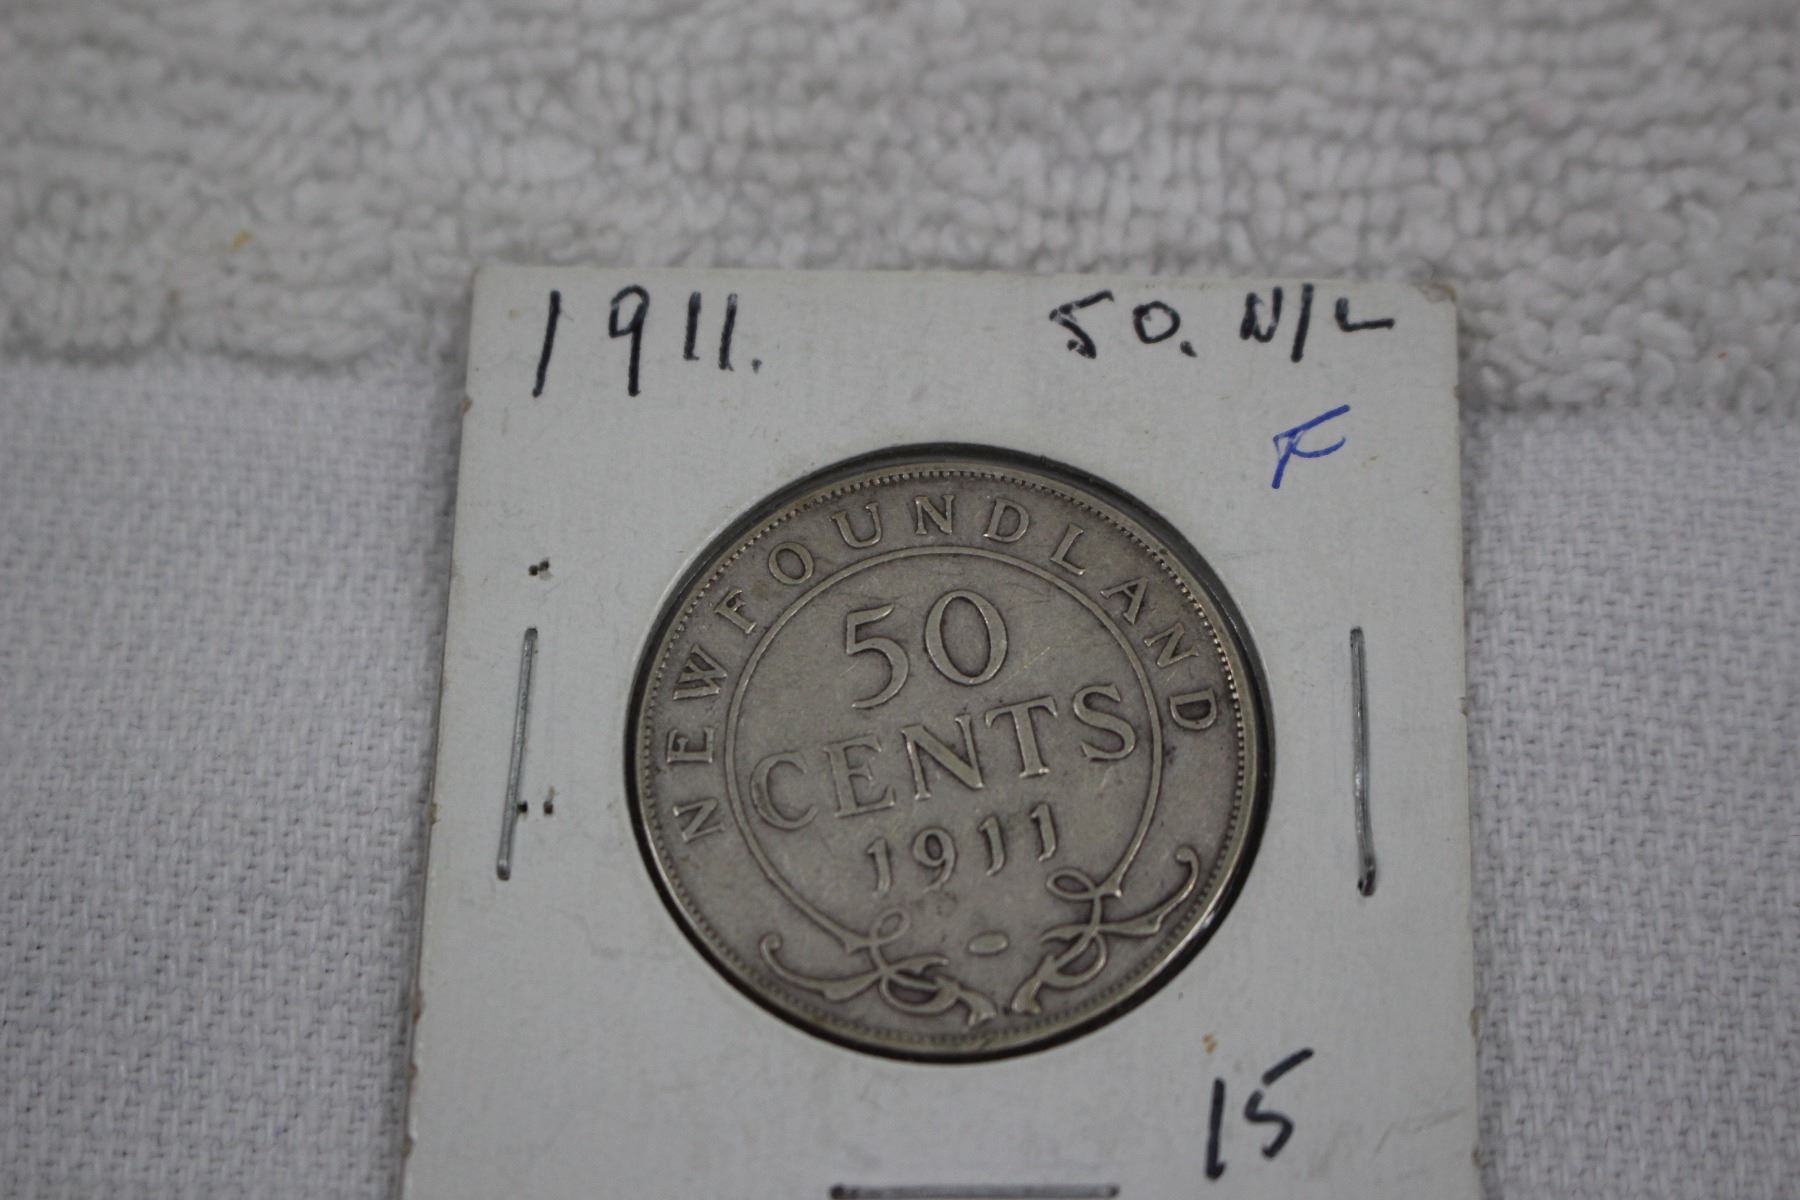 1911. 50. N/L
F
NEWFOUNDLAND
50
CENTS
1911
15